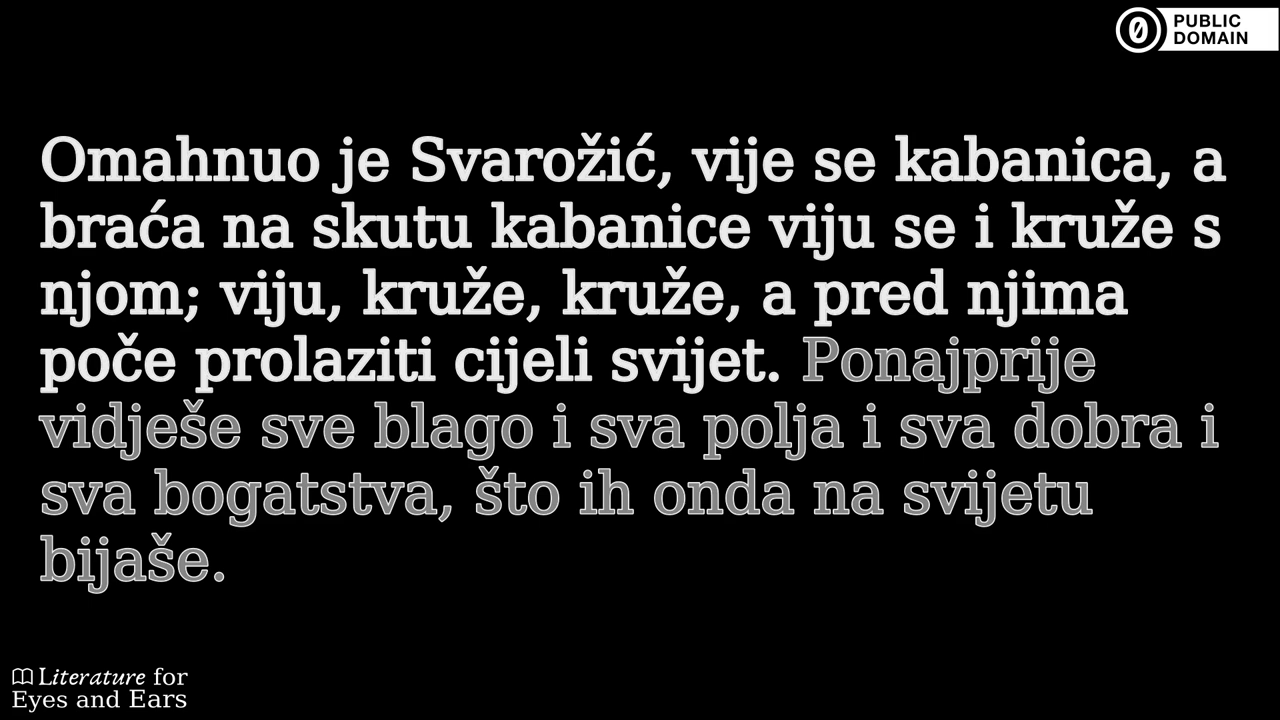 PUBLIC
DOMAIN
Omahnuo je Svarožić, vije se kabanica, a
braća na skutu kabanice viju se i kruže s
njom; viju, kruže, kruže, a pred njima
poče prolaziti cijeli svijet. Ponajprije
vidješe sve blago i sva polja i sva dobra i
sva bogatstva, što ih onda na svijetu
bijaše.
Literature for
Eyes and Ears